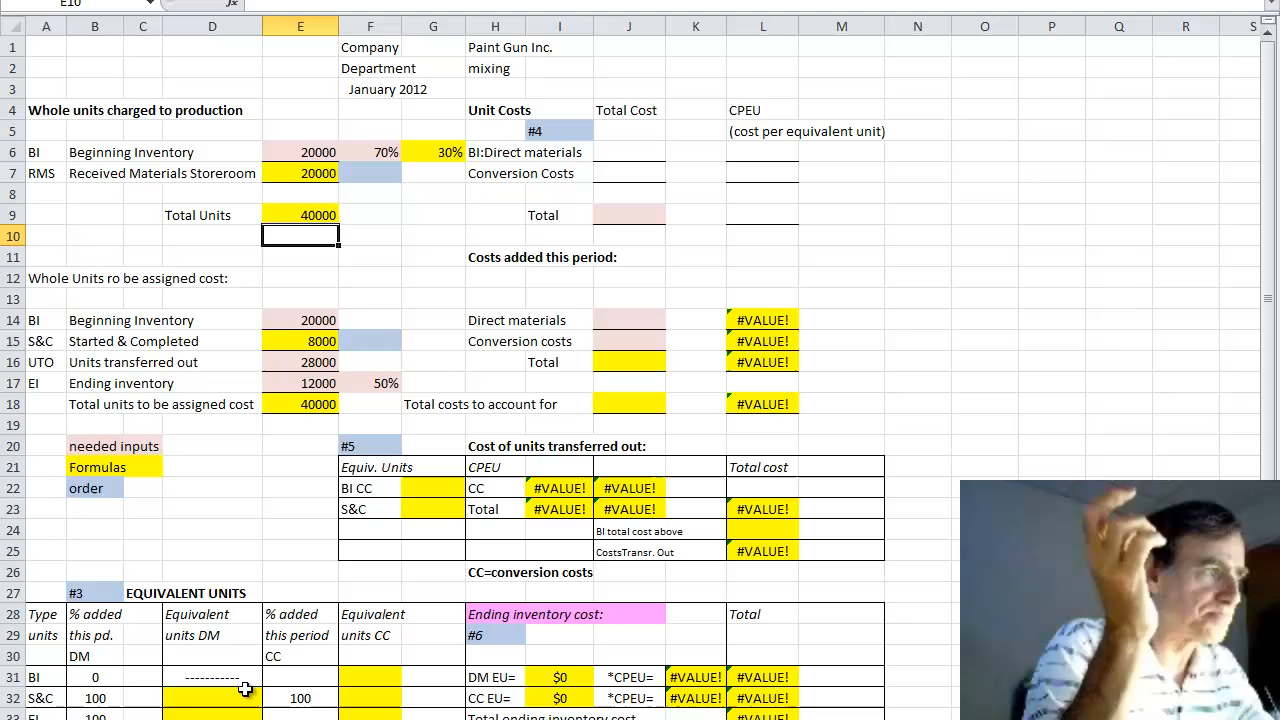 E10
A B C D E F G H I J K L M N O P Q R S
1 Company Paint Gun Inc.
2 Department mixing
3 January 2012
4 Whole units charged to production Unit Costs Total Cost CPEU
5 #4 (cost per equivalent unit)
6 BI Beginning Inventory 20000 70% 30% BI:Direct materials
7 RMS Received Materials Storeroom 20000 Conversion Costs
8
9 Total Units 40000 Total
10
11 Costs added this period:
12 Whole Units ro be assigned cost:
13
14 BI Beginning Inventory 20000 Direct materials #VALUE!
15 S&C Started & Completed 8000 Conversion costs #VALUE!
16 UTO Units transferred out 28000 Total #VALUE!
17 EI Ending inventory 12000 50%
18 Total units to be assigned cost 40000 Total costs to account for #VALUE!
19
20 needed inputs #5 Cost of units transferred out:
21 Formulas Equiv. Units CPEU Total cost
22 order BI CC CC #VALUE! #VALUE!
23 S&C Total #VALUE! #VALUE! #VALUE!
24 BI total cost above
25 CostsTransr. Out #VALUE!
26 CC=conversion costs
27 #3 EQUIVALENT UNITS
28 Type % added Equivalent % added Equivalent Ending inventory cost: Total
29 units this pd. units DM this period units CC #6
30 DM CC
31 BI 0 ----------- DM EU= $0 *CPEU= #VALUE! #VALUE!
32 S&C 100 100 CC EU= $0 *CPEU= #VALUE! #VALUE!
33 EI 100 Total ending inventory cost #VALUE!